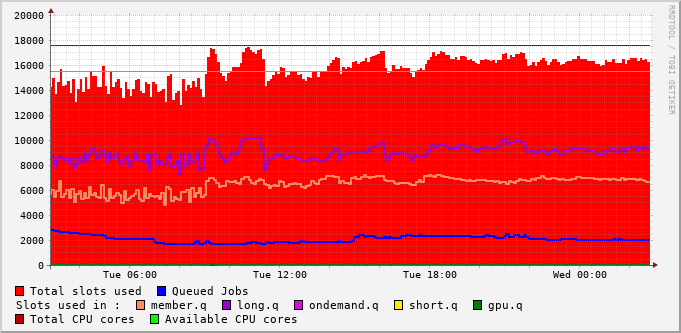 RRDTOOL / TOBI OETIKER
20000
18000
16000
14000
12000
10000
8000
6000
4000
2000
0
Tue 06:00 Tue 12:00 Tue 18:00 Wed 00:00
Total slots used Queued Jobs
Slots used in : member.q long.q ondemand.q short.q gpu.q
Total CPU cores Available CPU cores